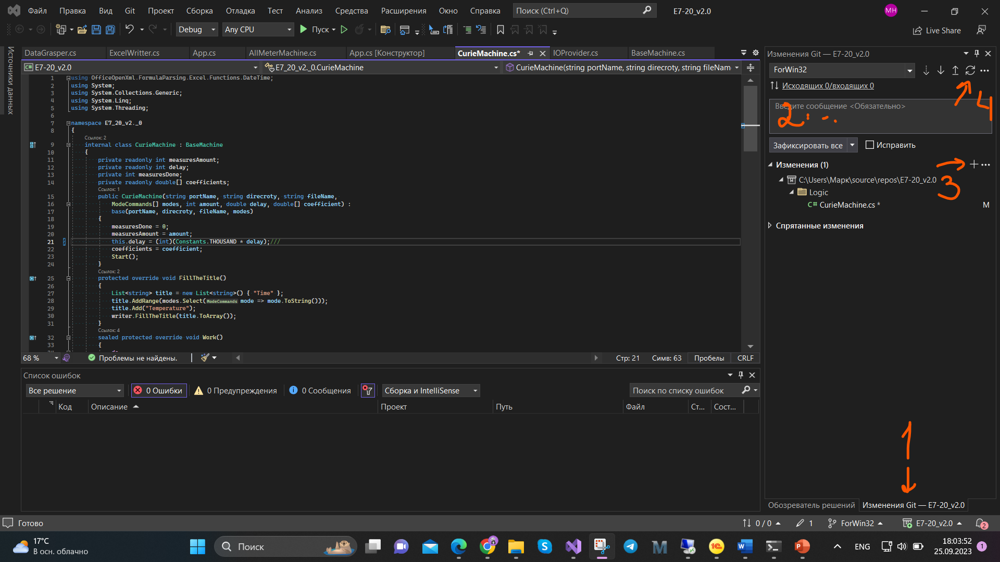 Файл Правка Вид Git Проект Сборка Отладка Тест Анализ Средства Расширения Окно Справка Поиск (Ctrl+Q) E7-20_v2.0 MH
Debug Any CPU Пуск Live Share
Источники данных
DataGrasper.cs ExcelWritter.cs App.cs AllMeterMachine.cs App.cs [Конструктор] CurieMachine.cs* IOProvider.cs BaseMachine.cs
E7-20_v2.0 E7_20_v2._0.CurieMachine CurieMachine(string portName, string direcroty, string fileNam
1 using OfficeOpenXml.FormulaParsing.Excel.Functions.DateTime;
2 using System;
3 using System.Collections.Generic;
4 using System.Linq;
5 using System.Threading;
6
7 namespace E7_20_v2._0
8 {
Ссылок: 2
9 internal class CurieMachine : BaseMachine
10 {
11 private readonly int measuresAmount;
12 private readonly int delay;
13 private int measuresDone;
14 private readonly double[] coefficients;
Ссылок: 1
15 public CurieMachine(string portName, string direcroty, string fileName,
16 ModeCommands[] modes, int amount, double delay, double[] coefficient) :
17 base(portName, direcroty, fileName, modes)
18 {
19 measuresDone = 0;
20 measuresAmount = amount;
21 this.delay = (int)(Constants.THOUSAND * delay);///
22 coefficients = coefficient;
23 Start();
24 }
Ссылок: 2
25 protected override void FillTheTitle()
26 {
27 List<string> title = new List<string>() { "Time" };
28 title.AddRange(modes.Select(ModeCommands mode => mode.ToString()));
29 title.Add("Temperature");
30 writer.FillTheTitle(title.ToArray());
31 }
Ссылок: 4
32 sealed protected override void Work()
33 {
68 % Проблемы не найдены. Стр: 21 Симв: 63 Пробелы CRLF
Список ошибок
Все решение 0 Ошибки 0 Предупреждения 0 Сообщения Сборка и IntelliSense Поиск по списку ошибок
Код Описание Проект Путь Файл Ст... Сост...
Изменения Git — E7-20_v2.0
ForWin32
Исходящих 0/входящих 0
4
Введите сообщение <Обязательно>
2: -.
Зафиксировать все Исправить
Изменения (1)
C:\Users\Марк\source\repos\E7-20_v2.0
3
Logic
C# CurieMachine.cs * M
Спрятанные изменения
1
Обозреватель решений Изменения Git — E7-20_v2.0
Готово 0 / 0 1 ForWin32 E7-20_v2.0 2
17°C
В осн. облачно
Поиск
ENG
18:03:52
25.09.2023
1